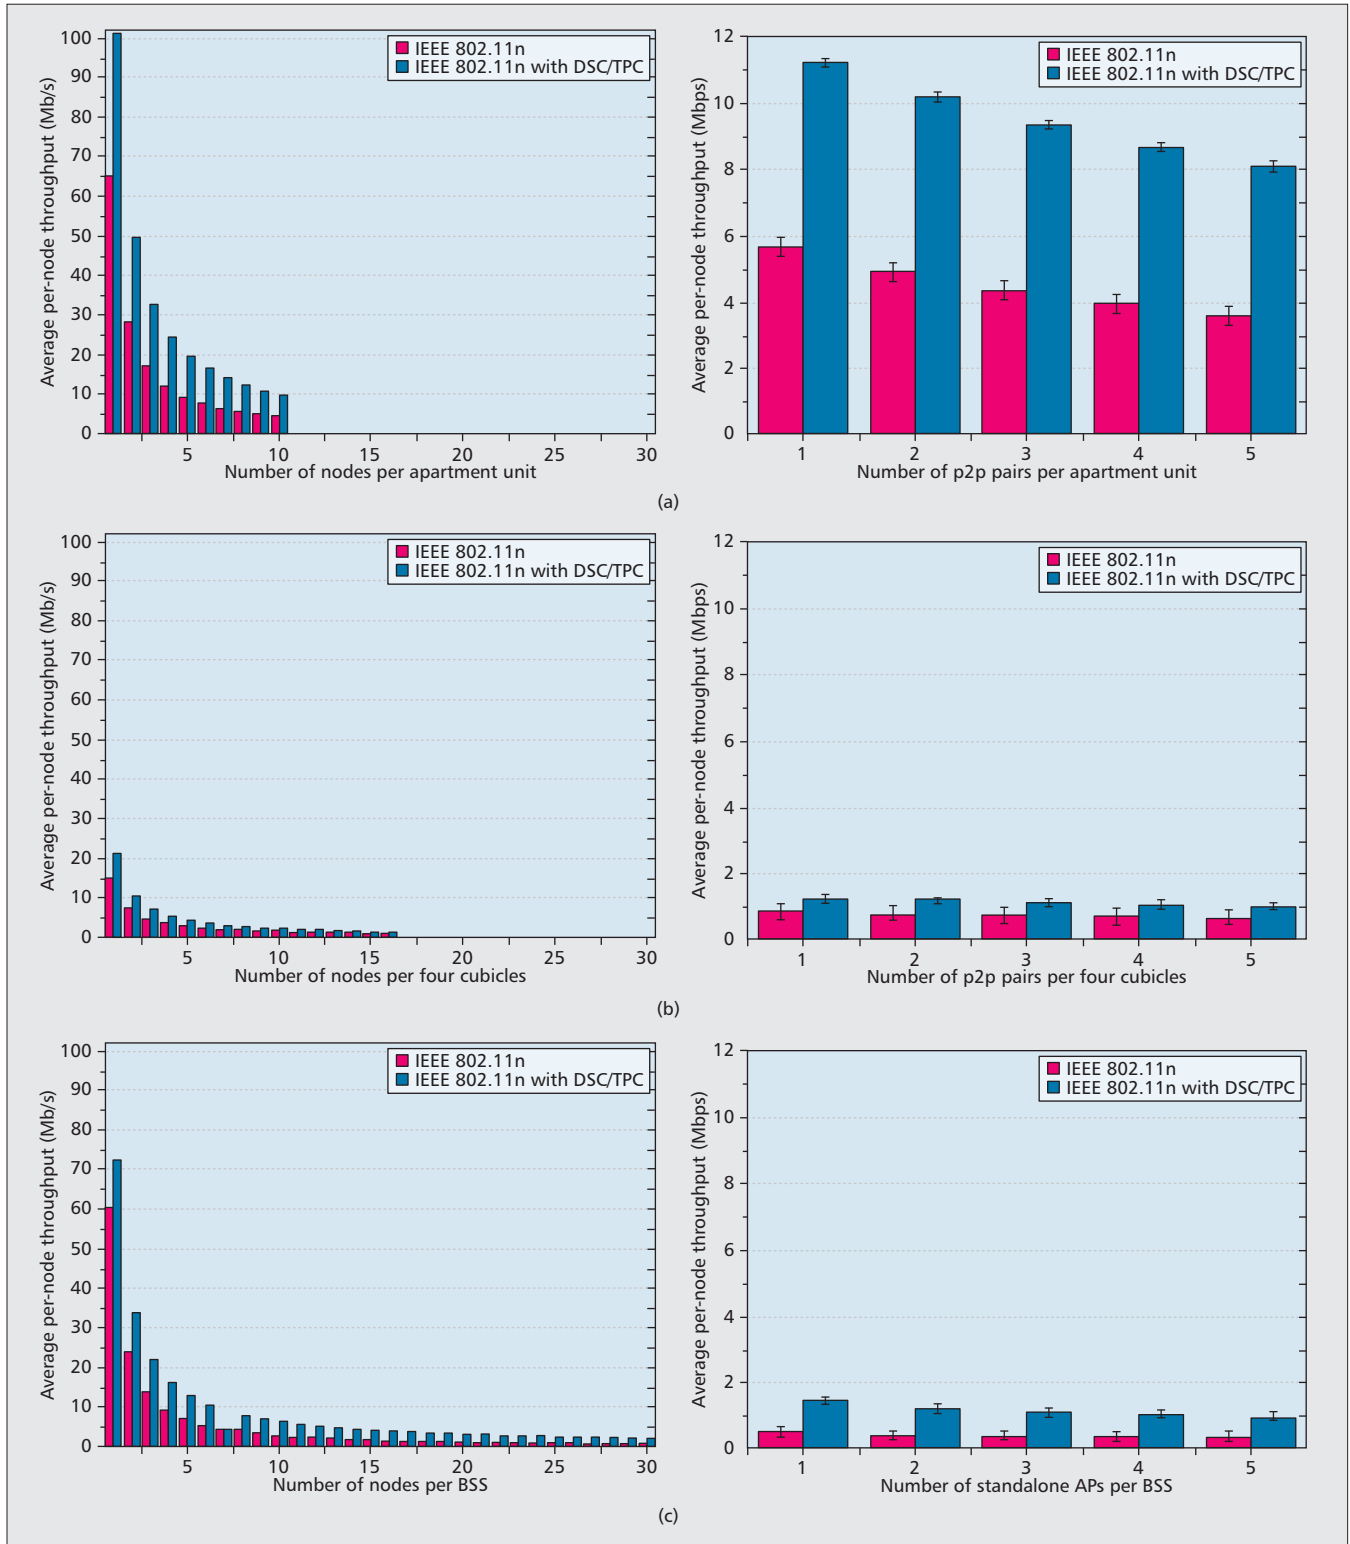 100
90
80
70
60
50
40
30
20
10
0
Average per-node throughput (Mb/s)
IEEE 802.11n
IEEE 802.11n with DSC/TPC
5 10 15 20 25 30
Number of nodes per apartment unit
12
10
8
6
4
2
0
Average per-node throughput (Mbps)
IEEE 802.11n
IEEE 802.11n with DSC/TPC
1 2 3 4 5
Number of p2p pairs per apartment unit
(a)
100
90
80
70
60
50
40
30
20
10
0
Average per-node throughput (Mb/s)
IEEE 802.11n
IEEE 802.11n with DSC/TPC
5 10 15 20 25 30
Number of nodes per four cubicles
12
10
8
6
4
2
0
Average per-node throughput (Mbps)
IEEE 802.11n
IEEE 802.11n with DSC/TPC
1 2 3 4 5
Number of p2p pairs per four cubicles
(b)
100
90
80
70
60
50
40
30
20
10
0
Average per-node throughput (Mb/s)
IEEE 802.11n
IEEE 802.11n with DSC/TPC
5 10 15 20 25 30
Number of nodes per BSS
12
10
8
6
4
2
0
Average per-node throughput (Mbps)
IEEE 802.11n
IEEE 802.11n with DSC/TPC
1 2 3 4 5
Number of standalone APs per BSS
(c)